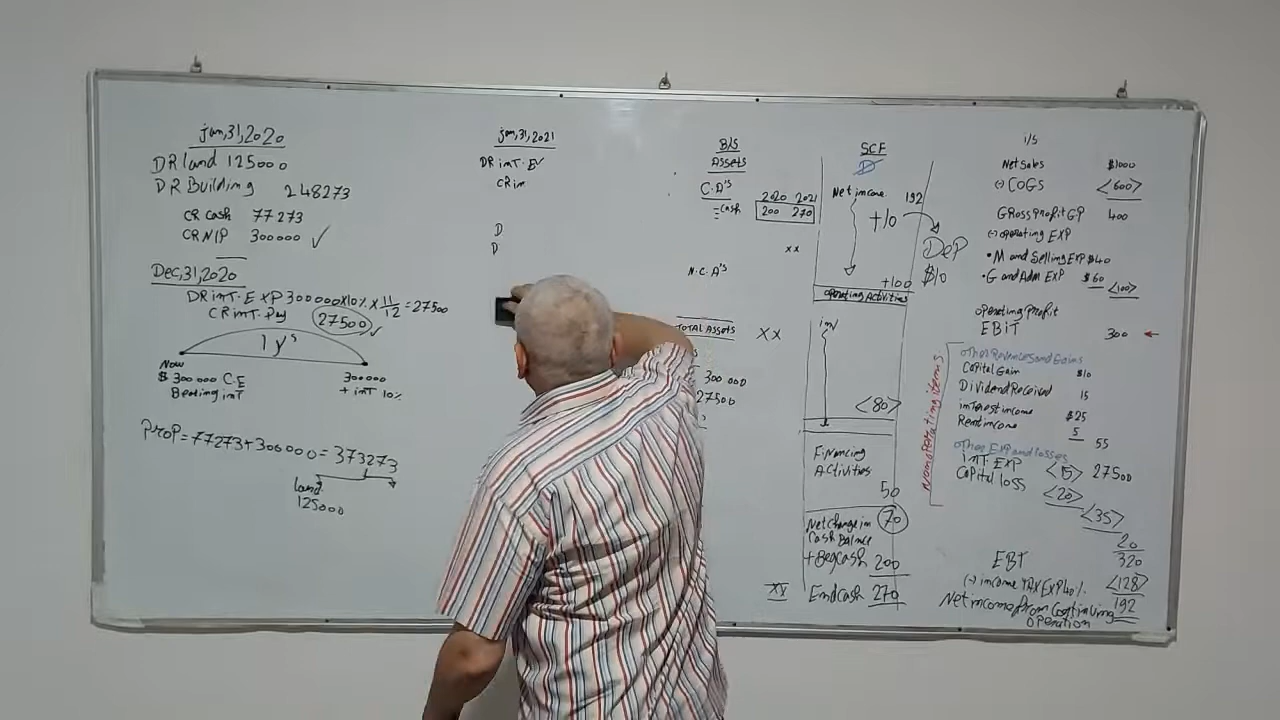 jan,31,2020
DR land 125000
DR Building 248273
CR Cash 77273
CR N/P 300000 ✓
Dec,31,2020
DR inT. E x P 300000x10% x 11/12 = 27500
CR inT. Pay 27500 ✓
1 yr
Now
$ 300000 C.E
Beating inT
300000
+ inT 10%
ProP = 77273 + 300000 = 373273
Land
125000
jan,31,2021
DR inT. E
CR in
D
D
B/S
Assets
C.A's
2020 2021
cash 200 270
xx
N.C.A's
TOTAL Assets xx
300 000
27500
SCF
D
Net income 192
+10
DeP
$10
+100
operating Activities
inv
<80>
Financing
Activities
50
Net change in 70
Cash Balance
+Beg cash 200
xx End cash 270
i/s
Net sales $1000
(-) COGS <600>
GRoss Profit GP 400
(-) operating EXP
• M and Selling EXP $40
• G and Adm EXP $60 <100>
operating Profit
EBIT 300 ←
Non operating items
other Revenues and Gains
Capital Gain $10
Dividend Received 15
interest income $25
Rent income 5
55
other EXP and losses
inT EXP <15> 27500
Capital loss <20>
<35>
20
EBT 320
(-) income TAX EXP 40% <128>
Net income from Continuing 192
operation